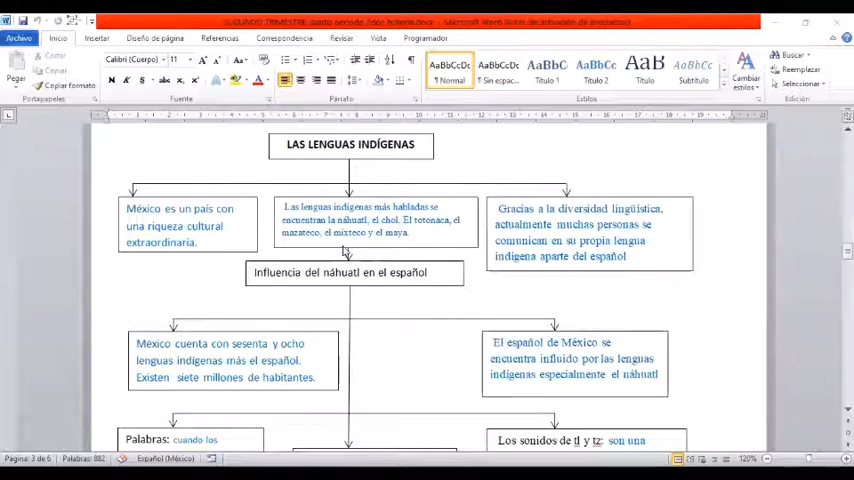 Microsoft Word
Archivo Inicio Insertar Diseño de página Referencias Correspondencia Revisar Vista Programador
Cortar
Copiar
Copiar formato
Pegar
Portapapeles
Calibri (Cuerpo) 11
Fuente
Párrafo
AaBbCcDc AaBbCcDc AaBbC AaBbCc AaB AaBbCc
¶ Normal ¶ Sin espac... Título 1 Título 2 Título Subtítulo
Cambiar estilos
Estilos
Buscar
Reemplazar
Seleccionar
Edición
LAS LENGUAS INDÍGENAS
México es un país con
una riqueza cultural
extraordinaria.
Las lenguas indígenas más habladas se
encuentran la náhuatl, el chol. El totonaca, el
mazateco, el mixteco y el maya.
Gracias a la diversidad lingüística.
actualmente muchas personas se
comunican en su propia lengua
indígena aparte del español
Influencia del náhuatl en el español
México cuenta con sesenta y ocho
lenguas indígenas más el español.
Existen siete millones de habitantes.
El español de México se
encuentra influido por las lenguas
indígenas especialmente el náhuatl
Palabras: cuando los
Los sonidos de tl y tz: son una
Página: 3 de 6 Palabras: 882 Español (México) 120%